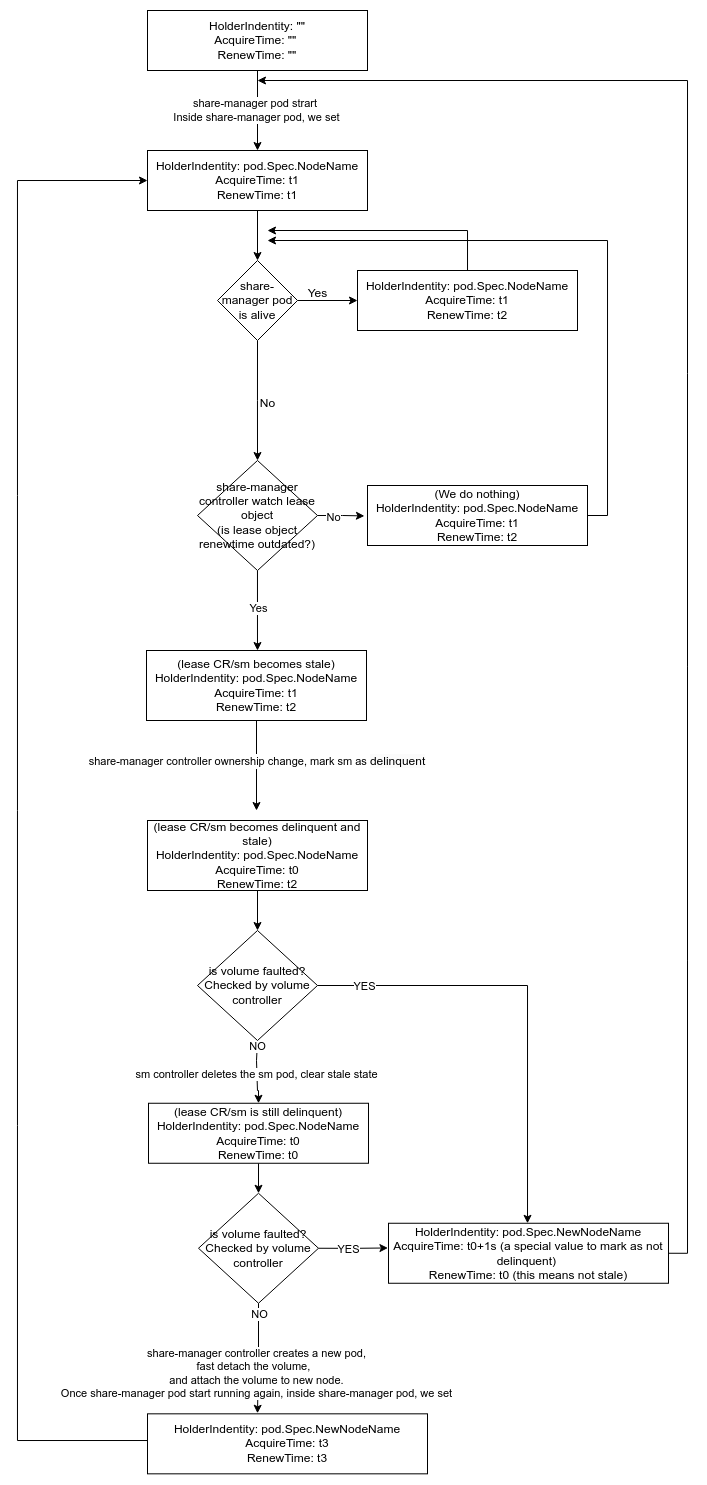 HolderIndentity: ""
AcquireTime: ""
RenewTime: ""
share-manager pod strart
Inside share-manager pod, we set
HolderIndentity: pod.Spec.NodeName
AcquireTime: t1
RenewTime: t1
share-
manager pod
is alive
Yes
HolderIndentity: pod.Spec.NodeName
AcquireTime: t1
RenewTime: t2
No
share-manager
controller watch lease
object
(is lease object
renewtime outdated?)
No
(We do nothing)
HolderIndentity: pod.Spec.NodeName
AcquireTime: t1
RenewTime: t2
Yes
(lease CR/sm becomes stale)
HolderIndentity: pod.Spec.NodeName
AcquireTime: t1
RenewTime: t2
share-manager controller ownership change, mark sm as delinquent
(lease CR/sm becomes delinquent and
stale)
HolderIndentity: pod.Spec.NodeName
AcquireTime: t0
RenewTime: t2
is volume faulted?
Checked by volume
controller
YES
NO
sm controller deletes the sm pod, clear stale state
(lease CR/sm is still delinquent)
HolderIndentity: pod.Spec.NodeName
AcquireTime: t0
RenewTime: t0
is volume faulted?
Checked by volume
controller
YES
HolderIndentity: pod.Spec.NewNodeName
AcquireTime: t0+1s (a special value to mark as not
delinquent)
RenewTime: t0 (this means not stale)
NO
share-manager controller creates a new pod,
fast detach the volume,
and attach the volume to new node.
Once share-manager pod start running again, inside share-manager pod, we set
HolderIndentity: pod.Spec.NewNodeName
AcquireTime: t3
RenewTime: t3